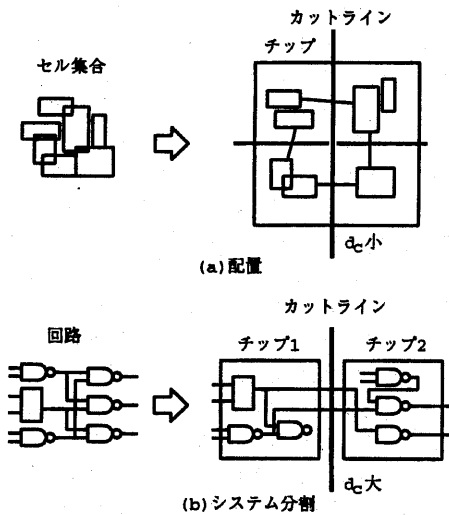 カットライン
チップ
セル集合
dC小
(a)配置
カットライン
回路
チップ1
チップ2
dC大
(b)システム分割